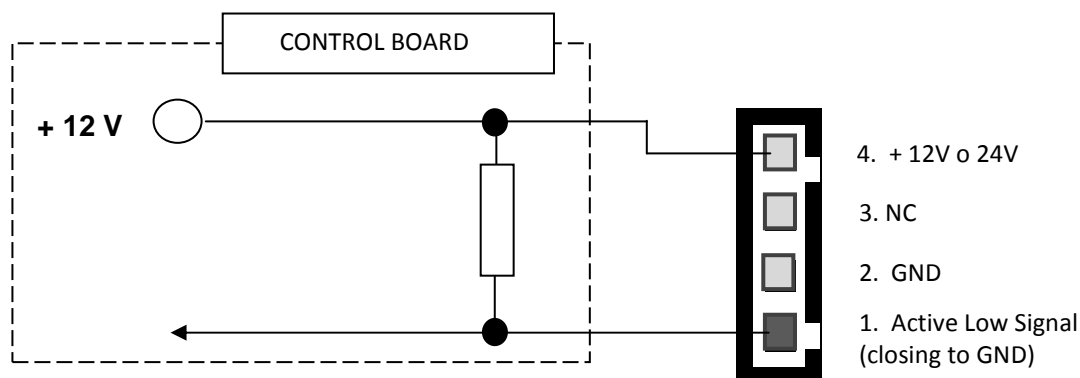 CONTROL BOARD
+ 12 V
4. + 12V o 24V
3. NC
2. GND
1. Active Low Signal
(closing to GND)